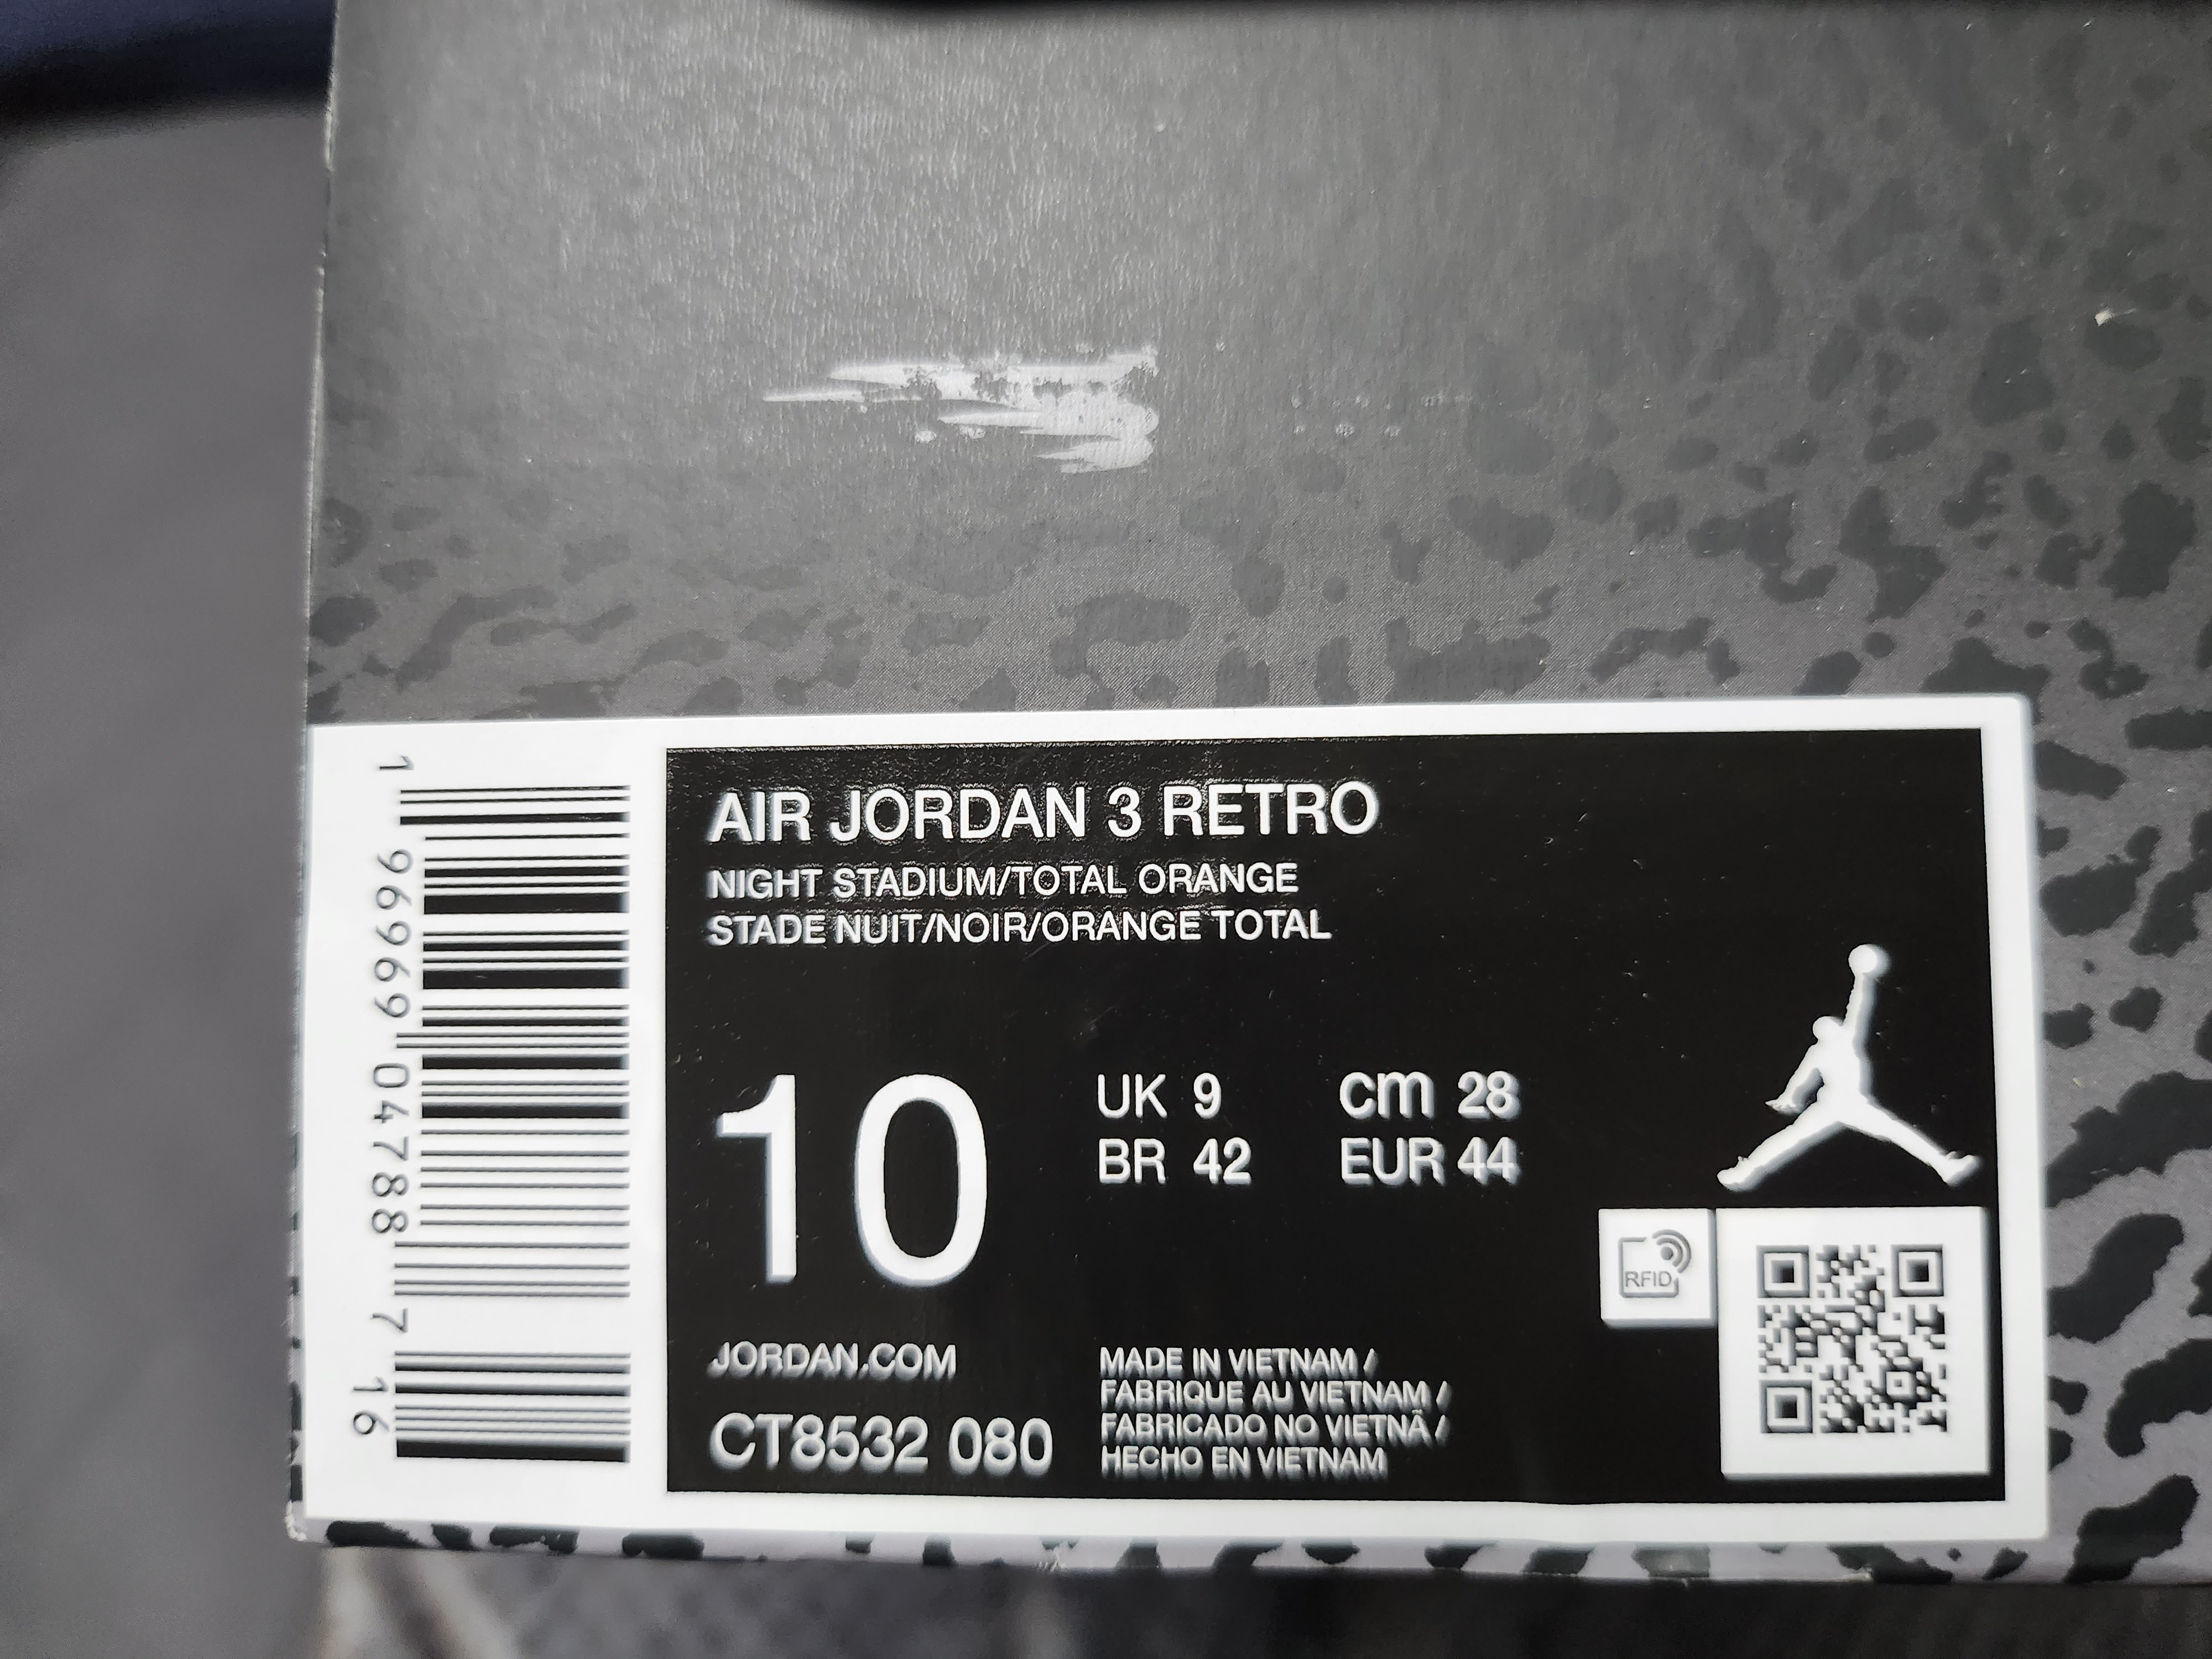 AIR JORDAN 3 RETRO
NIGHT STADIUM/TOTAL ORANGE
STADE NUIT/NOIR/ORANGE TOTAL
10
UK 9 cm 28
BR 42 EUR 44
JORDAN.COM
CT8532 080
MADE IN VIETNAM /
FABRIQUE AU VIETNAM /
FABRICADO NO VIETNÃ /
HECHO EN VIETNAM
RFID
1 96969 04788 7 16